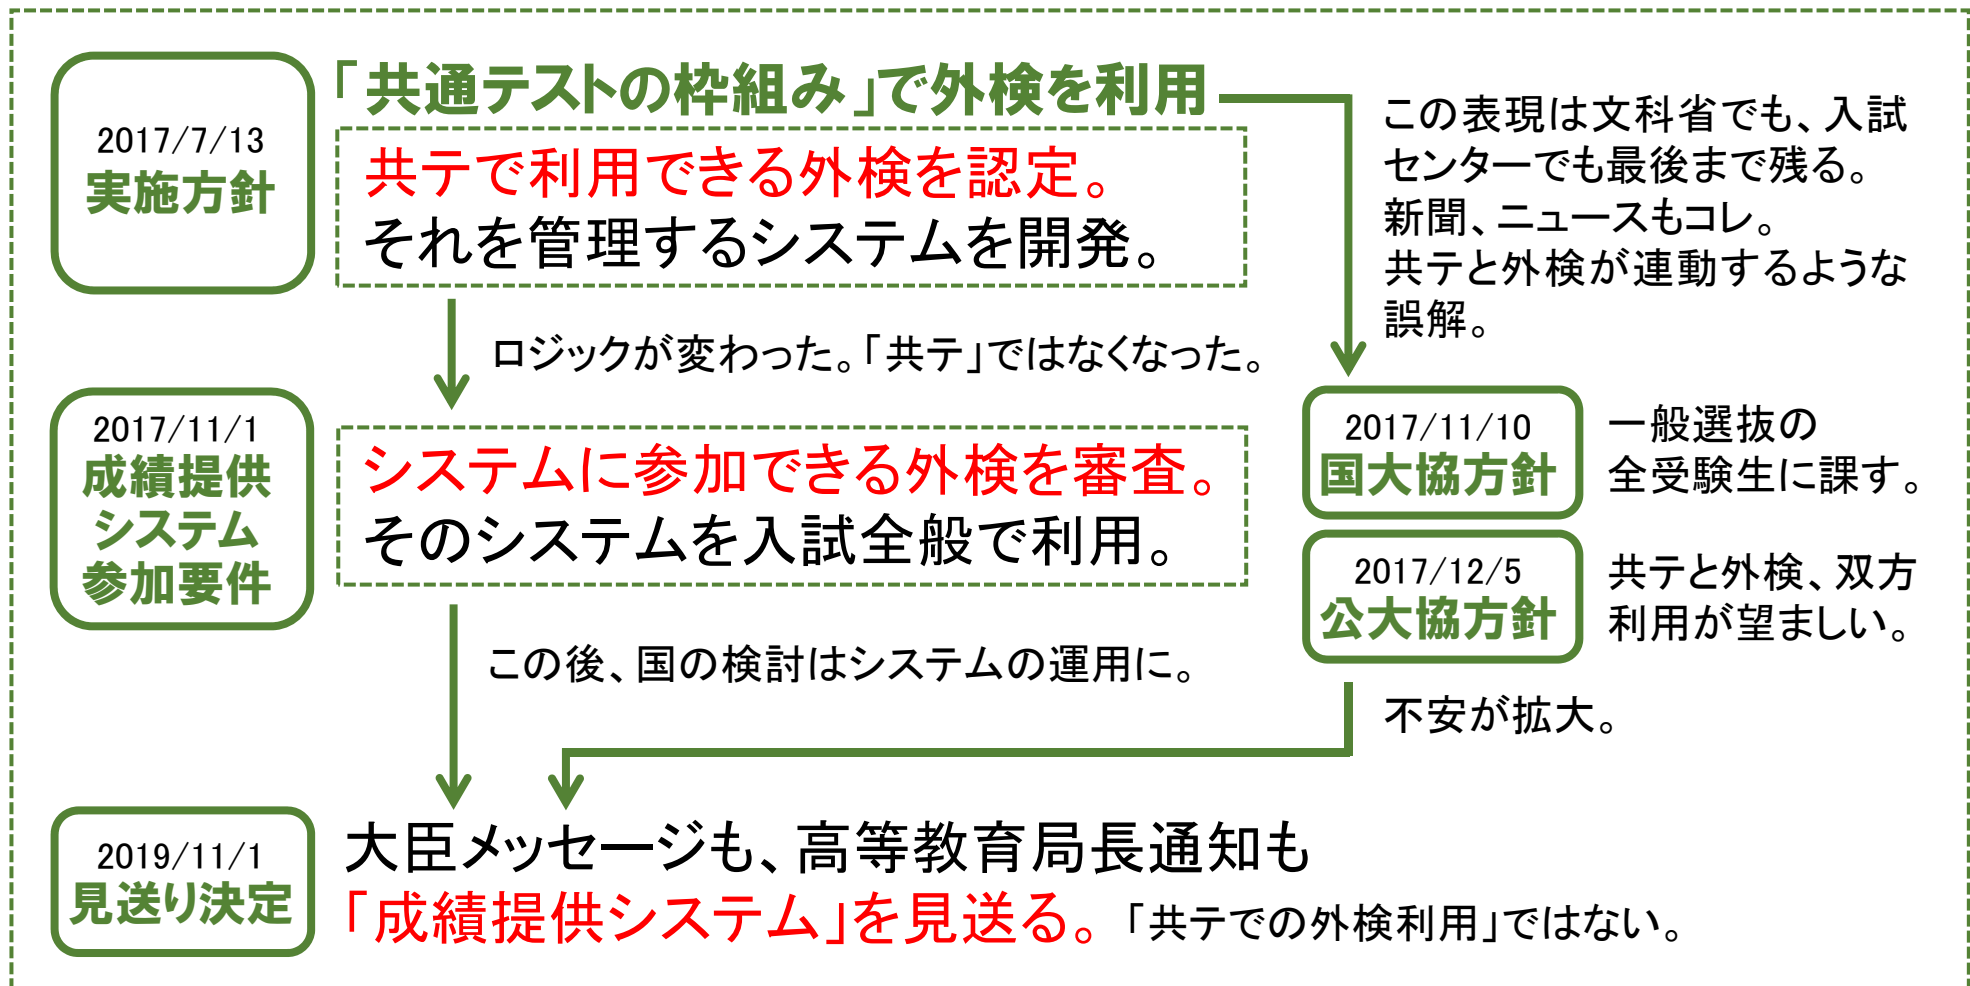 2017/7/13
実施方針
「共通テストの枠組み」で外検を利用
共テで利用できる外検を認定。
それを管理するシステムを開発。
この表現は文科省でも、入試
センターでも最後まで残る。
新聞、ニュースもコレ。
共テと外検が連動するような
誤解。
ロジックが変わった。「共テ」ではなくなった。
2017/11/1
成績提供
システム
参加要件
システムに参加できる外検を審査。
そのシステムを入試全般で利用。
2017/11/10
国大協方針
一般選抜の
全受験生に課す。
2017/12/5
公大協方針
共テと外検、双方
利用が望ましい。
この後、国の検討はシステムの運用に。
不安が拡大。
2019/11/1
見送り決定
大臣メッセージも、高等教育局長通知も
「成績提供システム」を見送る。「共テでの外検利用」ではない。